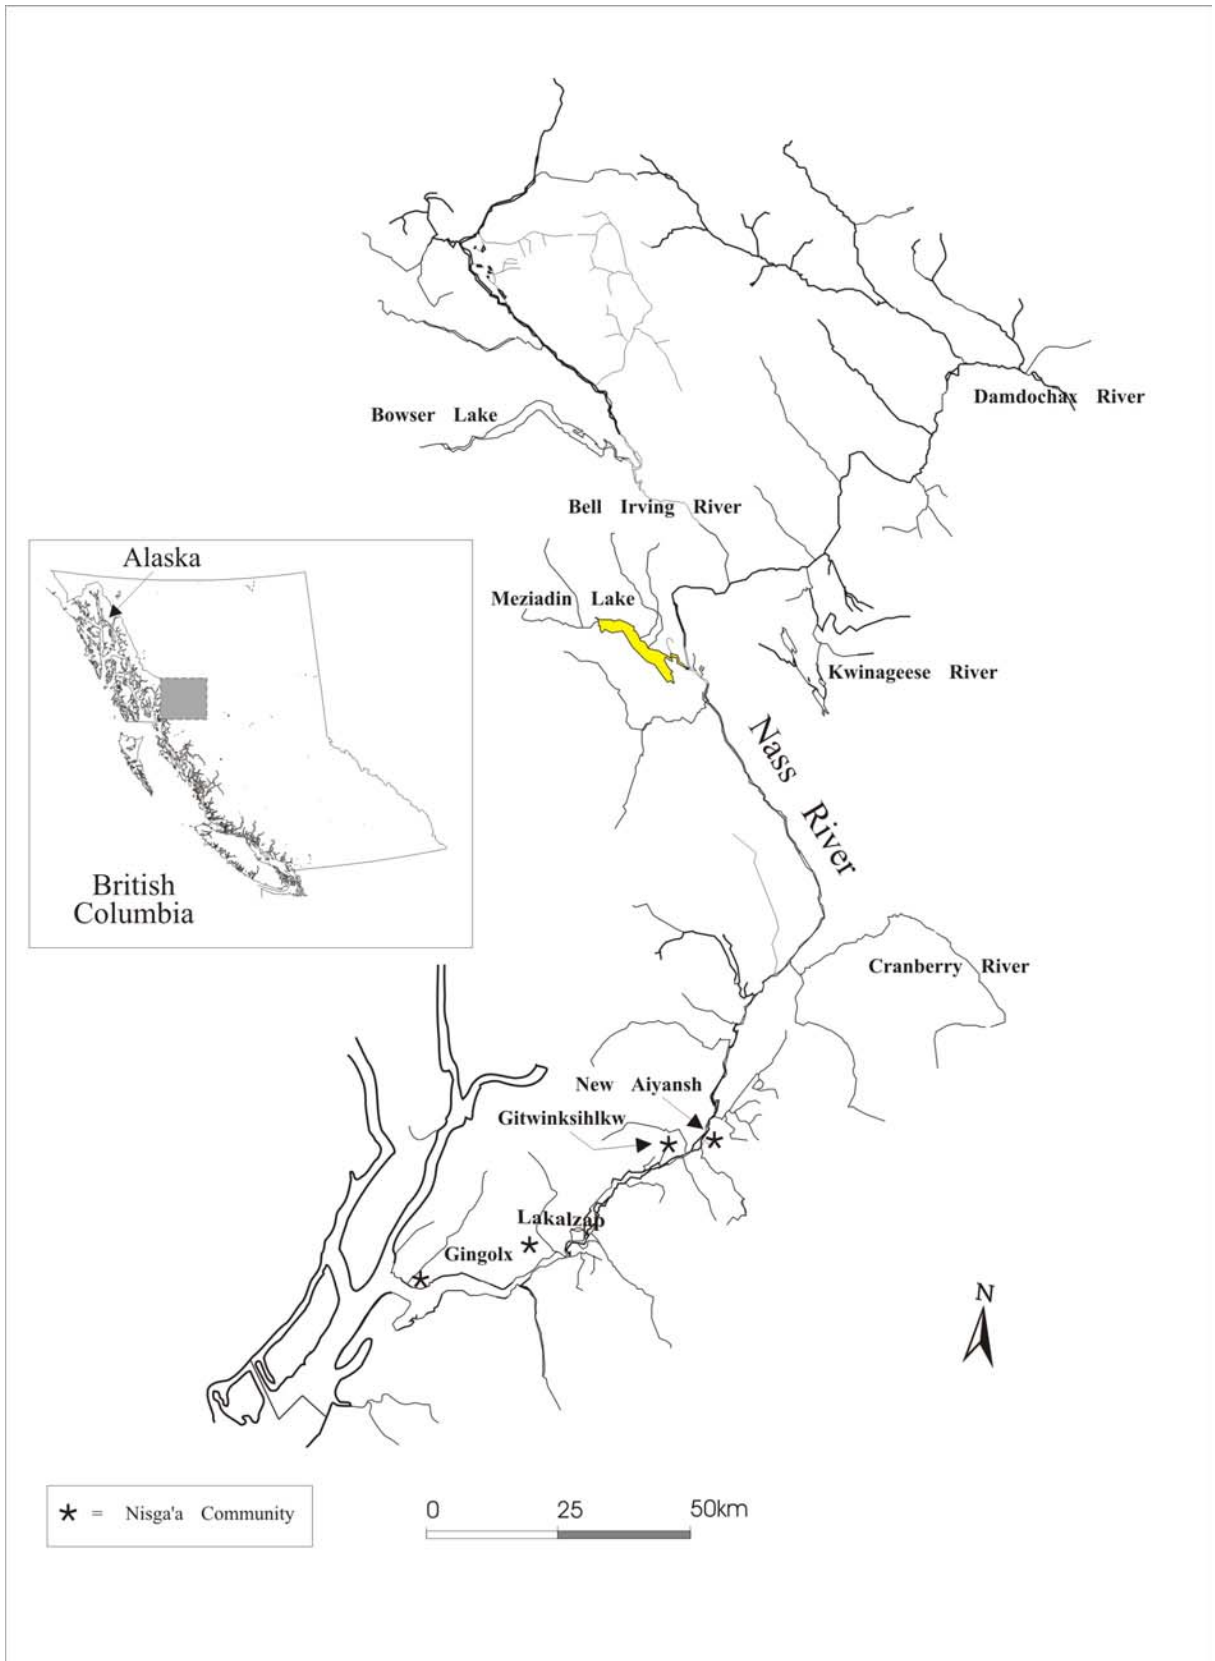 Damdochax River
Bowser Lake
Bell Irving River
Alaska
Meziadin Lake
Kwinageese River
Nass River
British
Columbia
Cranberry River
New Aiyansh
Gitwinksihlkw
Lakalzap
Gingolx
N
* = Nisga'a Community
0 25 50km